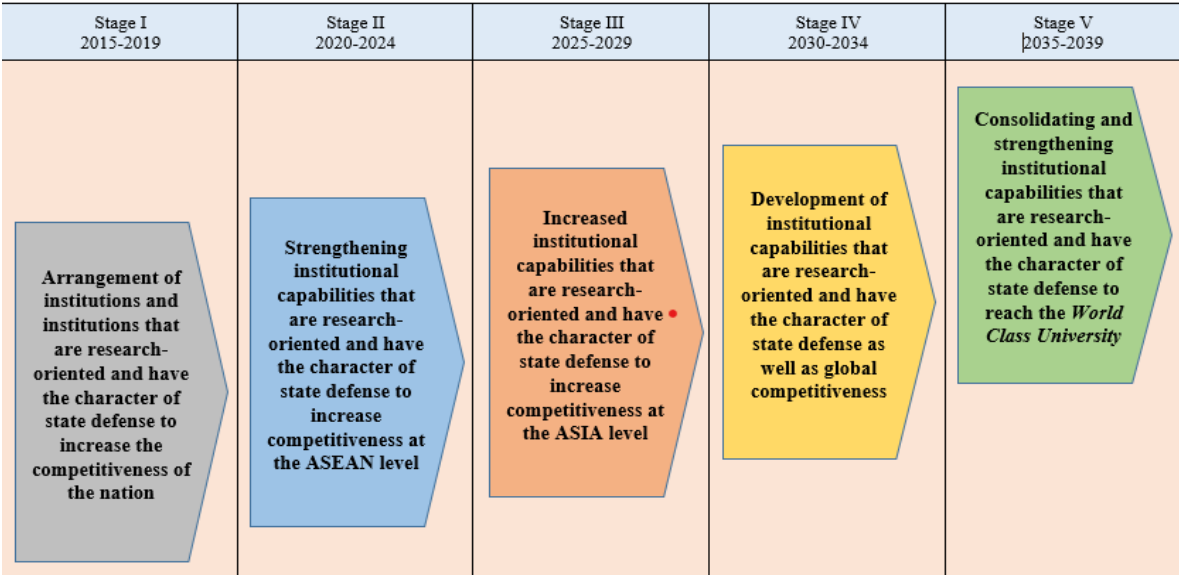 Stage I
2015-2019
Stage II
2020-2024
Stage III
2025-2029
Stage IV
2030-2034
Stage V
2035-2039
Arrangement of
institutions and
institutions that
are research-
oriented and have
the character of
state defense to
increase the
competitiveness of
the nation
Strengthening
institutional
capabilities that
are research-
oriented and have
the character of
state defense to
increase
competitiveness at
the ASEAN level
Increased
institutional
capabilities that
are research-
oriented and have
the character of
state defense to
increase
competitiveness at
the ASIA level
Development of
institutional
capabilities that
are research-
oriented and have
the character of
state defense as
well as global
competitiveness
Consolidating and
strengthening
institutional
capabilities that
are research-
oriented and have
the character of
state defense to
reach the World
Class University